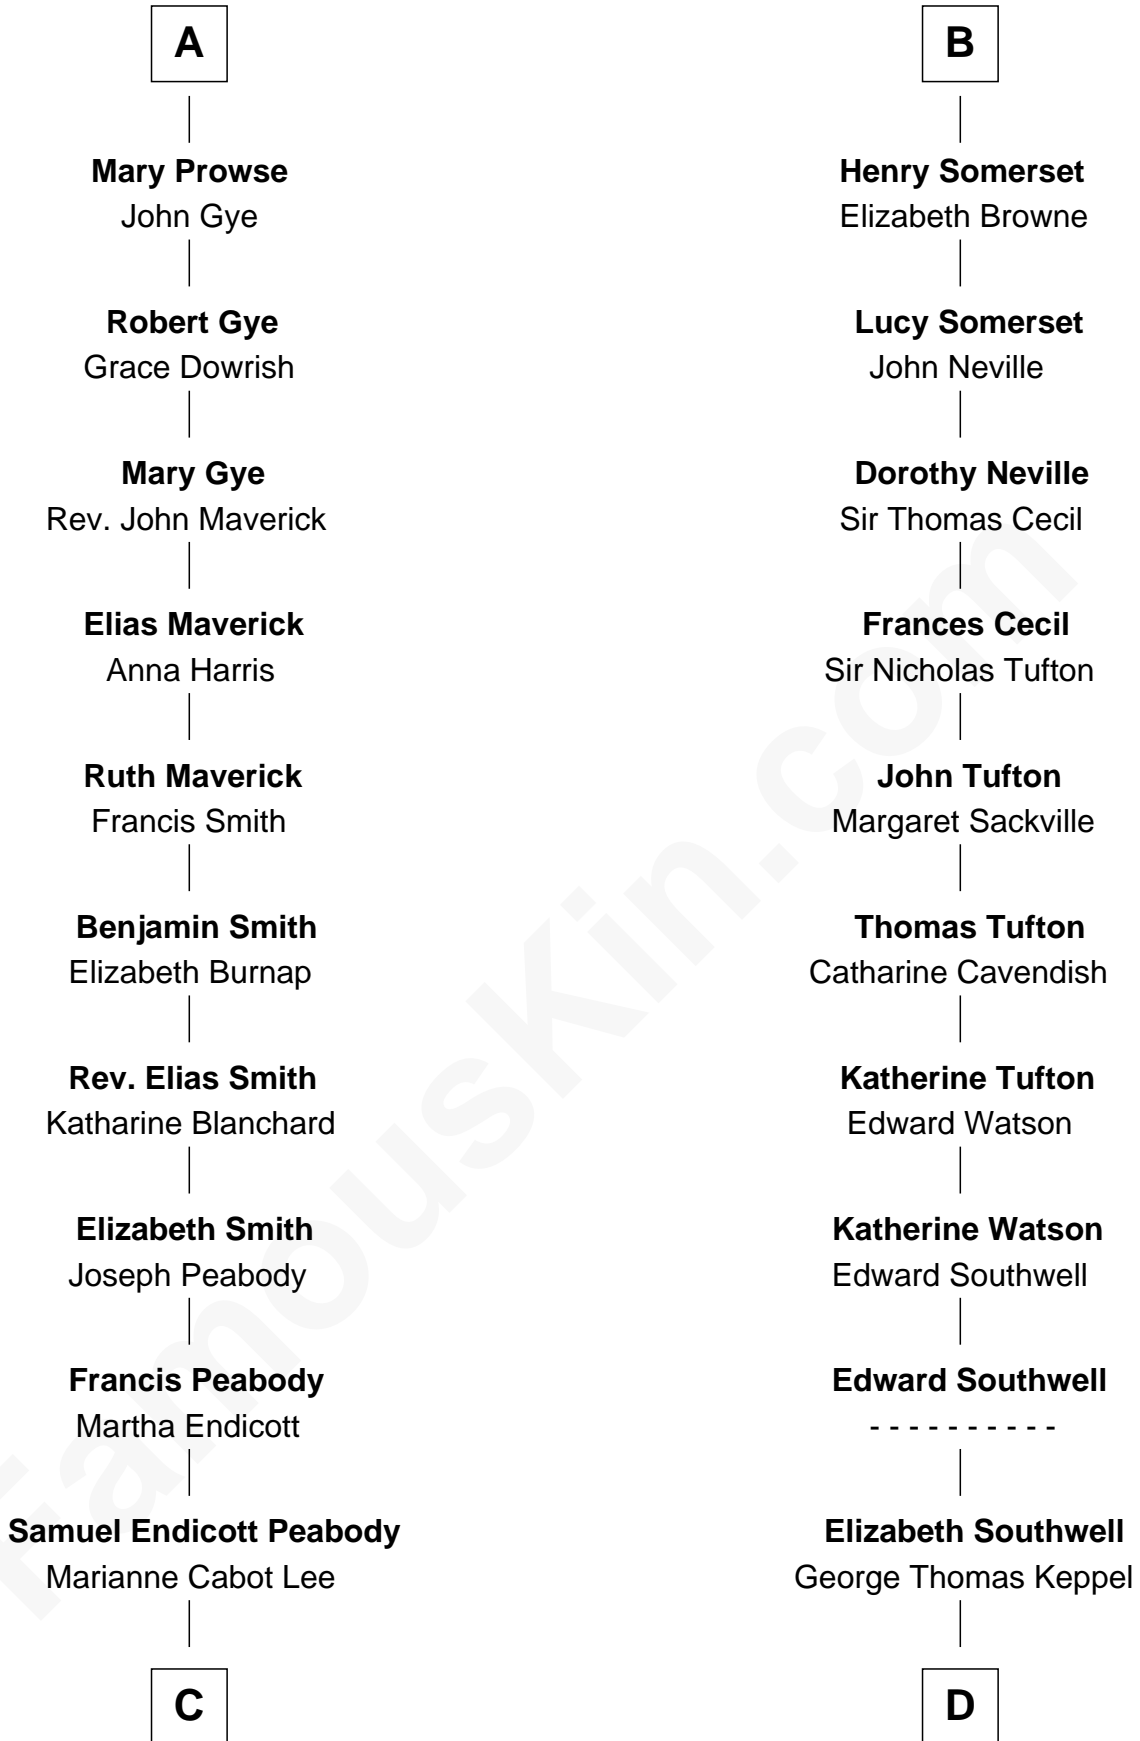 A
Mary Prowse
John Gye
Robert Gye
Grace Dowrish
Mary Gye
Rev. John Maverick
Elias Maverick
Anna Harris
Ruth Maverick
Francis Smith
Benjamin Smith
Elizabeth Burnap
Rev. Elias Smith
Katharine Blanchard
Elizabeth Smith
Joseph Peabody
Francis Peabody
Martha Endicott
Samuel Endicott Peabody
Marianne Cabot Lee
C
B
Henry Somerset
Elizabeth Browne
Lucy Somerset
John Neville
Dorothy Neville
Sir Thomas Cecil
Frances Cecil
Sir Nicholas Tufton
John Tufton
Margaret Sackville
Thomas Tufton
Catharine Cavendish
Katherine Tufton
Edward Watson
Katherine Watson
Edward Southwell
Edward Southwell
- - - - - - - - - -
Elizabeth Southwell
George Thomas Keppel
D
FamousKin.com